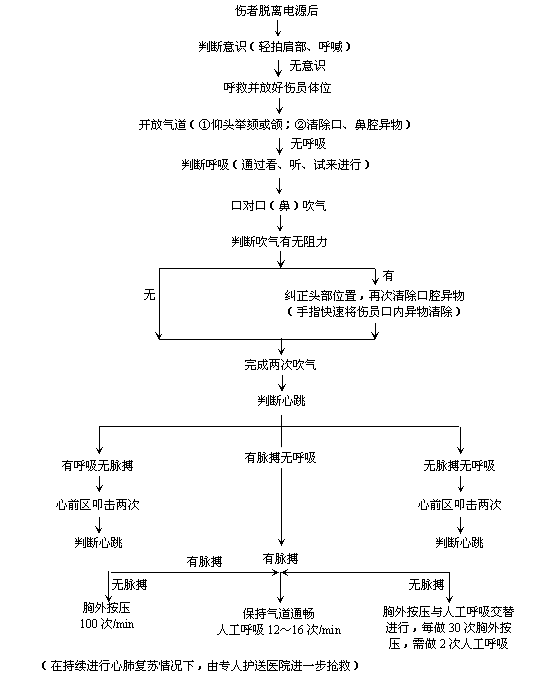 伤者脱离电源后
判断意识(轻拍肩部、呼喊)
无意识
呼救并放好伤员体位
开放气道(①仰头举颏或颌;②清除口、鼻腔异物)
无呼吸
判断呼吸(通过看、听、试来进行)
口对口(鼻)吹气
判断吹气有无阻力
有
无
纠正头部位置,再次清除口腔异物
(手指快速将伤员口内异物清除)
完成两次吹气
判断心跳
有呼吸无脉搏
有脉搏无呼吸
无脉搏无呼吸
心前区叩击两次
心前区叩击两次
判断心跳
判断心跳
有脉搏
有脉搏
无脉搏
无脉搏
胸外按压
100 次/min
保持气道通畅
人工呼吸 12~16 次/min
胸外按压与人工呼吸交替
进行,每做 30 次胸外按
压,需做 2 次人工呼吸
(在持续进行心肺复苏情况下,由专人护送医院进一步抢救)